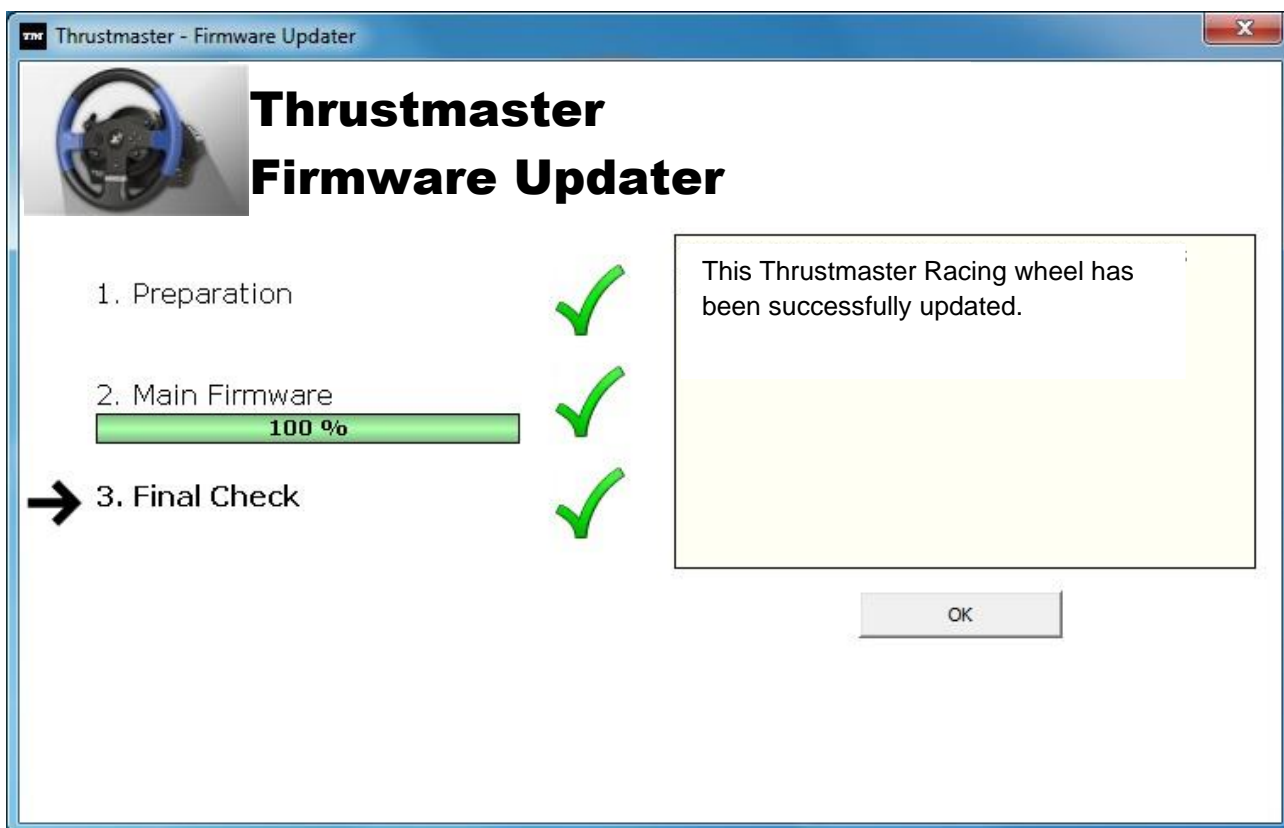 TM Thrustmaster - Firmware Updater
X
Thrustmaster
Firmware Updater
1. Preparation
This Thrustmaster Racing wheel has
been successfully updated.
2. Main Firmware
100 %
3. Final Check
OK